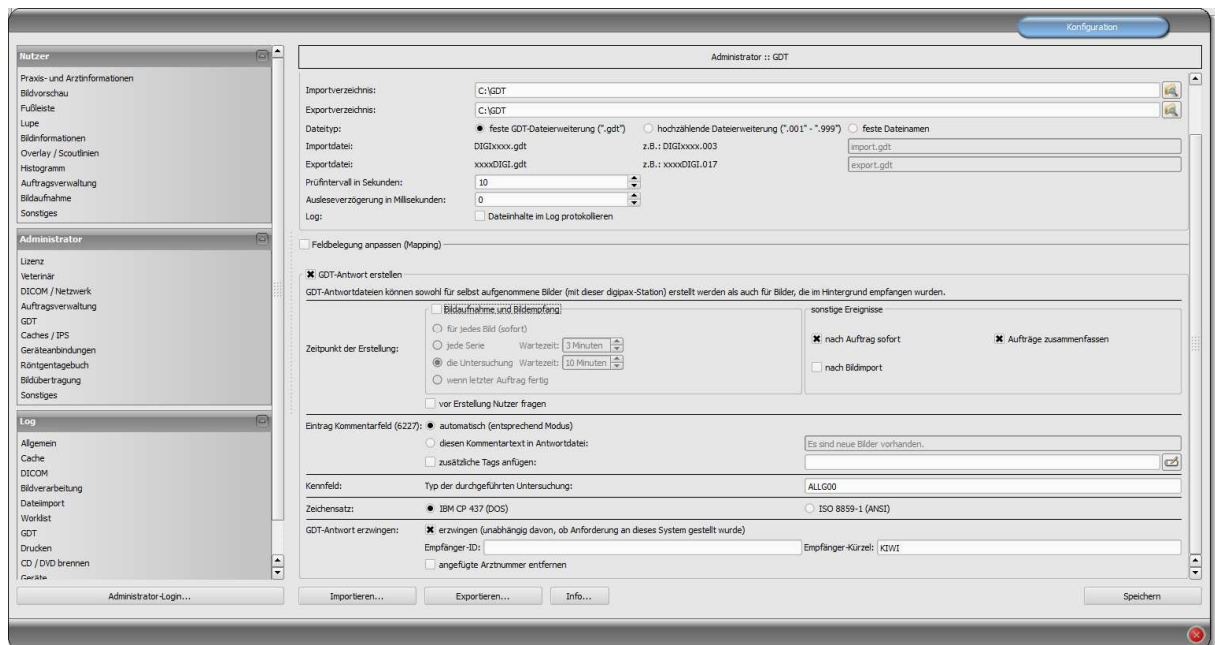 Konfiguration
Nutzer
Praxis- und Arztinformationen
Bildvorschau
Fußleiste
Lupe
Bildinformationen
Overlay / Scoutlinien
Histogramm
Auftragsverwaltung
Bildaufnahme
Sonstiges
Administrator
Lizenz
Veterinär
DICOM / Netzwerk
Auftragsverwaltung
GDT
Caches / IPS
Geräteanbindungen
Röntgentagebuch
Bildübertragung
Sonstiges
Log
Allgemein
Cache
DICOM
Bildverarbeitung
Dateiimport
Worklist
GDT
Drucken
CD / DVD brennen
Geräte
Administrator-Login...
Administrator :: GDT
Importverzeichnis: C:\GDT
Exportverzeichnis: C:\GDT
Dateityp: feste GDT-Dateierweiterung (".gdt") hochzählende Dateierweiterung (".001" - ".999") feste Dateinamen
Importdatei: DIGIxxxx.gdt z.B.: DIGIxxxx.003 import.gdt
Exportdatei: xxxxDIGI.gdt z.B.: xxxxDIGI.017 export.gdt
Prüfintervall in Sekunden: 10
Ausleseverzögerung in Millisekunden: 0
Log: Dateiinhalte im Log protokollieren
Feldbelegung anpassen (Mapping)
GDT-Antwort erstellen
GDT-Antwortdateien können sowohl für selbst aufgenommene Bilder (mit dieser digipax-Station) erstellt werden als auch für Bilder, die im Hintergrund empfangen wurden.
Zeitpunkt der Erstellung:
Bildaufnahme und Bildempfang
für jedes Bild (sofort)
jede Serie Wartezeit: 3 Minuten
die Untersuchung Wartezeit: 10 Minuten
wenn letzter Auftrag fertig
sonstige Ereignisse
nach Auftrag sofort Aufträge zusammenfassen
nach Bildimport
vor Erstellung Nutzer fragen
Eintrag Kommentarfeld (6227): automatisch (entsprechend Modus)
diesen Kommentartext in Antwortdatei: Es sind neue Bilder vorhanden.
zusätzliche Tags anfügen:
Kennfeld: Typ der durchgeführten Untersuchung: ALLG00
Zeichensatz: IBM CP 437 (DOS) ISO 8859-1 (ANSI)
GDT-Antwort erzwingen: erzwingen (unabhängig davon, ob Anforderung an dieses System gestellt wurde)
Empfänger-ID: Empfänger-Kürzel: KIWI
angefügte Arztnummer entfernen
Importieren... Exportieren... Info... Speichern